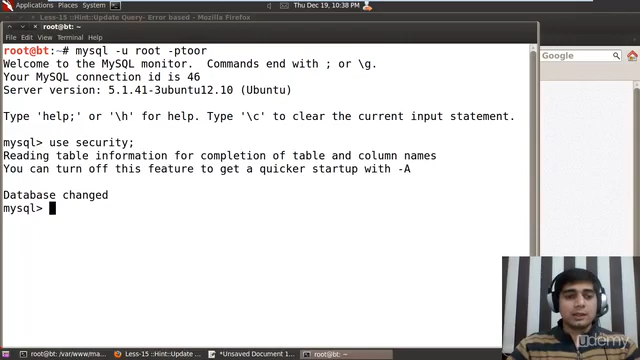 Applications Places System
Thu Dec 19, 10:38 PM
Less-15 ::Hint::Update Query- Error based - Mozilla Firefox
root@bt: ~
File Edit View Terminal Help
root@bt:~# mysql -u root -ptoor
Welcome to the MySQL monitor.  Commands end with ; or \g.
Your MySQL connection id is 46
Server version: 5.1.41-3ubuntu12.10 (Ubuntu)
Type 'help;' or '\h' for help. Type '\c' to clear the current input statement.
mysql> use security;
Reading table information for completion of table and column names
You can turn off this feature to get a quicker startup with -A
Database changed
mysql>
Google
udemy
root@bt: /var/www/ma...
Less-15 ::Hint::Update ...
*Unsaved Document 1...
root@bt: ~